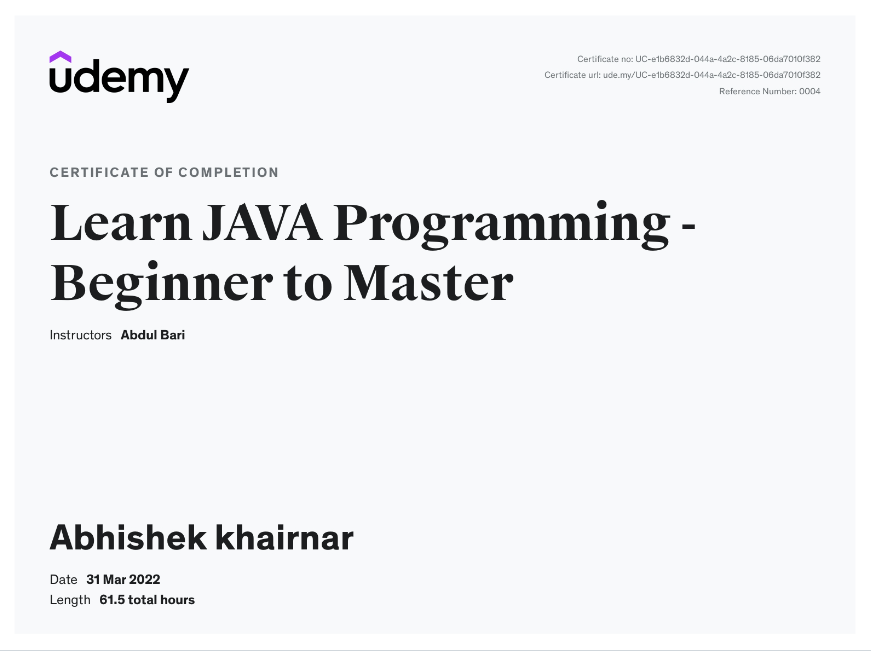 udemy
Certificate no: UC-e1b6832d-044a-4a2c-8185-06da7010f382
Certificate url: ude.my/UC-e1b6832d-044a-4a2c-8185-06da7010f382
Reference Number: 0004
CERTIFICATE OF COMPLETION
Learn JAVA Programming -
Beginner to Master
Instructors Abdul Bari
Abhishek khairnar
Date 31 Mar 2022
Length 61.5 total hours